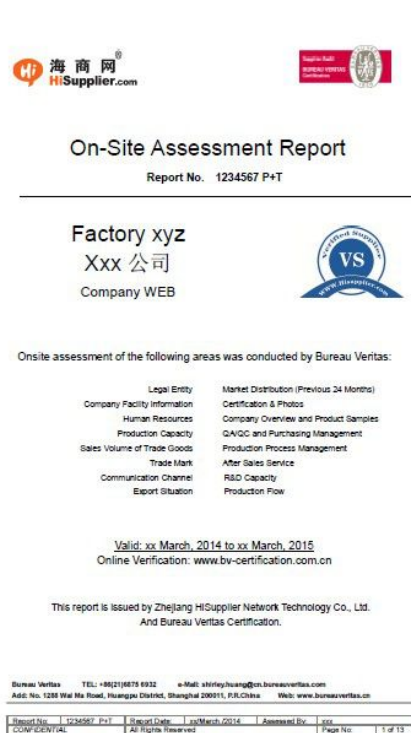 海商网®
HiSupplier.com
Supplier Audit
BUREAU VERITAS
Certification
On-Site Assessment Report
Report No. 1234567 P+T
Factory xyz
Xxx 公司
Company WEB
Verified Supplier
VS
www.Hisupplier.com
Onsite assessment of the following areas was conducted by Bureau Veritas:
Legal Entity Market Distribution (Previous 24 Months)
Company Facility Information Certification & Photos
Human Resources Company Overview and Product Samples
Production Capacity QA/QC and Purchasing Management
Sales Volume of Trade Goods Production Process Management
Trade Mark After Sales Service
Communication Channel R&D Capacity
Export Situation Production Flow
Valid: xx March, 2014 to xx March, 2015
Online Verification: www.bv-certification.com.cn
This report is issued by Zhejiang HiSupplier Network Technology Co., Ltd.
And Bureau Veritas Certification.
Bureau Veritas TEL: +86(21)6875 6932 e-Mail: shirley.huang@cn.bureauveritas.com
Add: No. 1288 Wai Ma Road, Huangpu District, Shanghai 200011, P.R.China Web: www.bureauveritas.cn
Report No: 1234567 P+T Report Date: xx/March./2014 Assessed By: xxx
CONFIDENTIAL All Rights Reserved Page No: 1 of 13